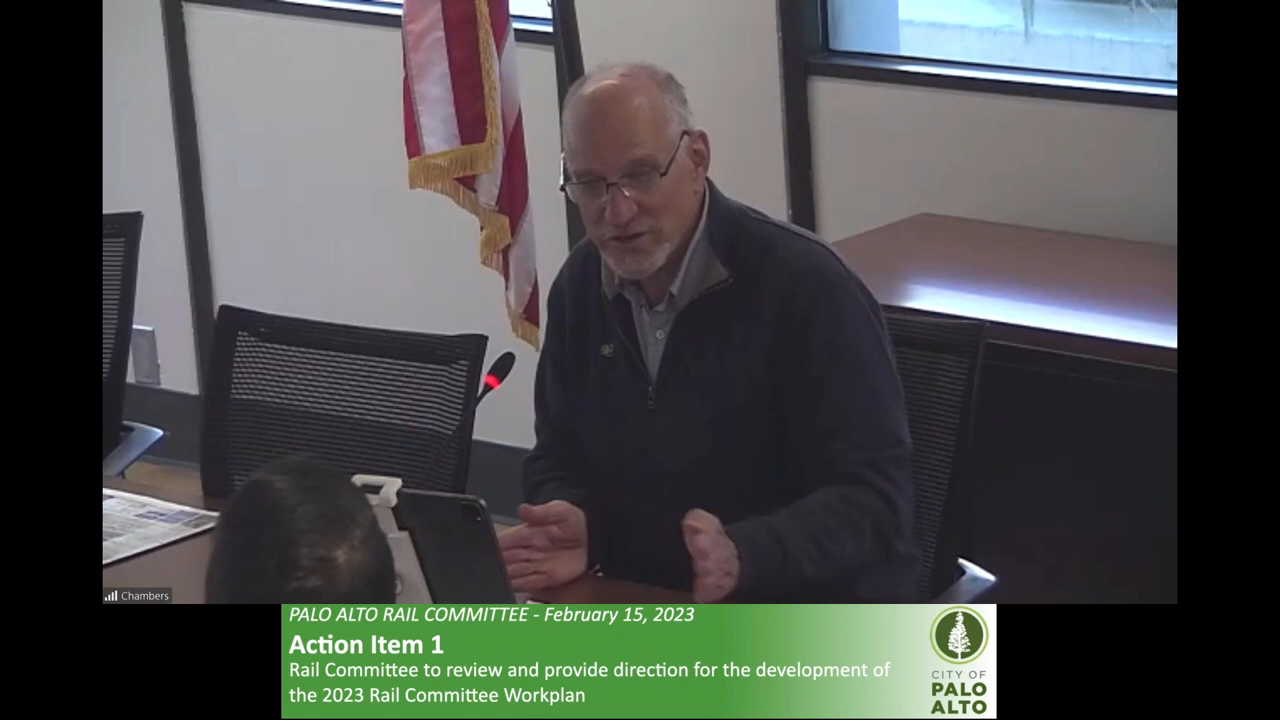 Chambers
PALO ALTO RAIL COMMITTEE - February 15, 2023
Action Item 1
Rail Committee to review and provide direction for the development of
the 2023 Rail Committee Workplan
CITY OF
PALO
ALTO